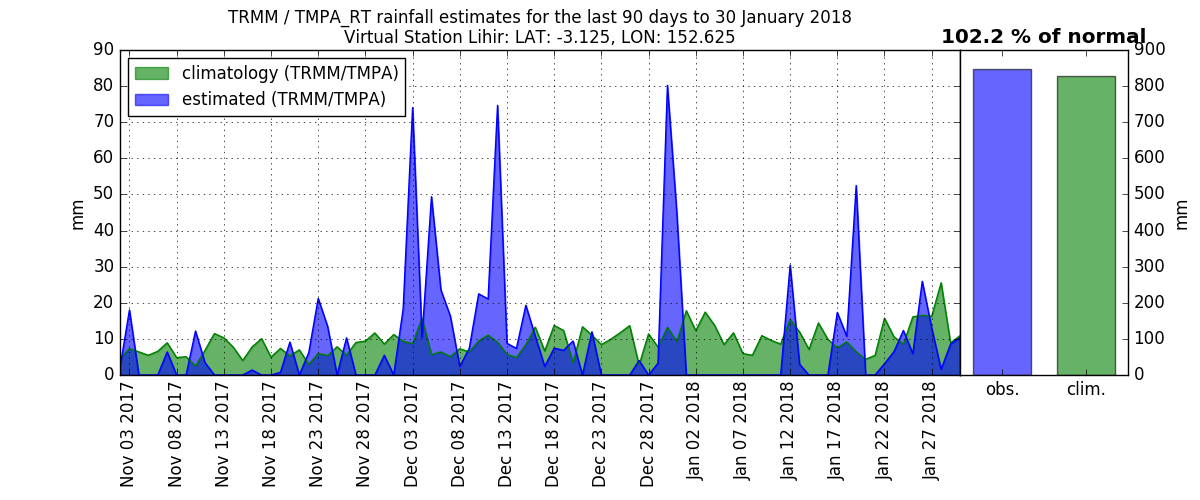 TRMM / TMPA_RT rainfall estimates for the last 90 days to 30 January 2018
Virtual Station Lihir: LAT: -3.125, LON: 152.625
102.2 % of normal
climatology (TRMM/TMPA)
estimated (TRMM/TMPA)
90
80
70
60
50
40
30
20
10
0
mm
900
800
700
600
500
400
300
200
100
0
mm
obs.
clim.
Nov 03 2017
Nov 08 2017
Nov 13 2017
Nov 18 2017
Nov 23 2017
Nov 28 2017
Dec 03 2017
Dec 08 2017
Dec 13 2017
Dec 18 2017
Dec 23 2017
Dec 28 2017
Jan 02 2018
Jan 07 2018
Jan 12 2018
Jan 17 2018
Jan 22 2018
Jan 27 2018